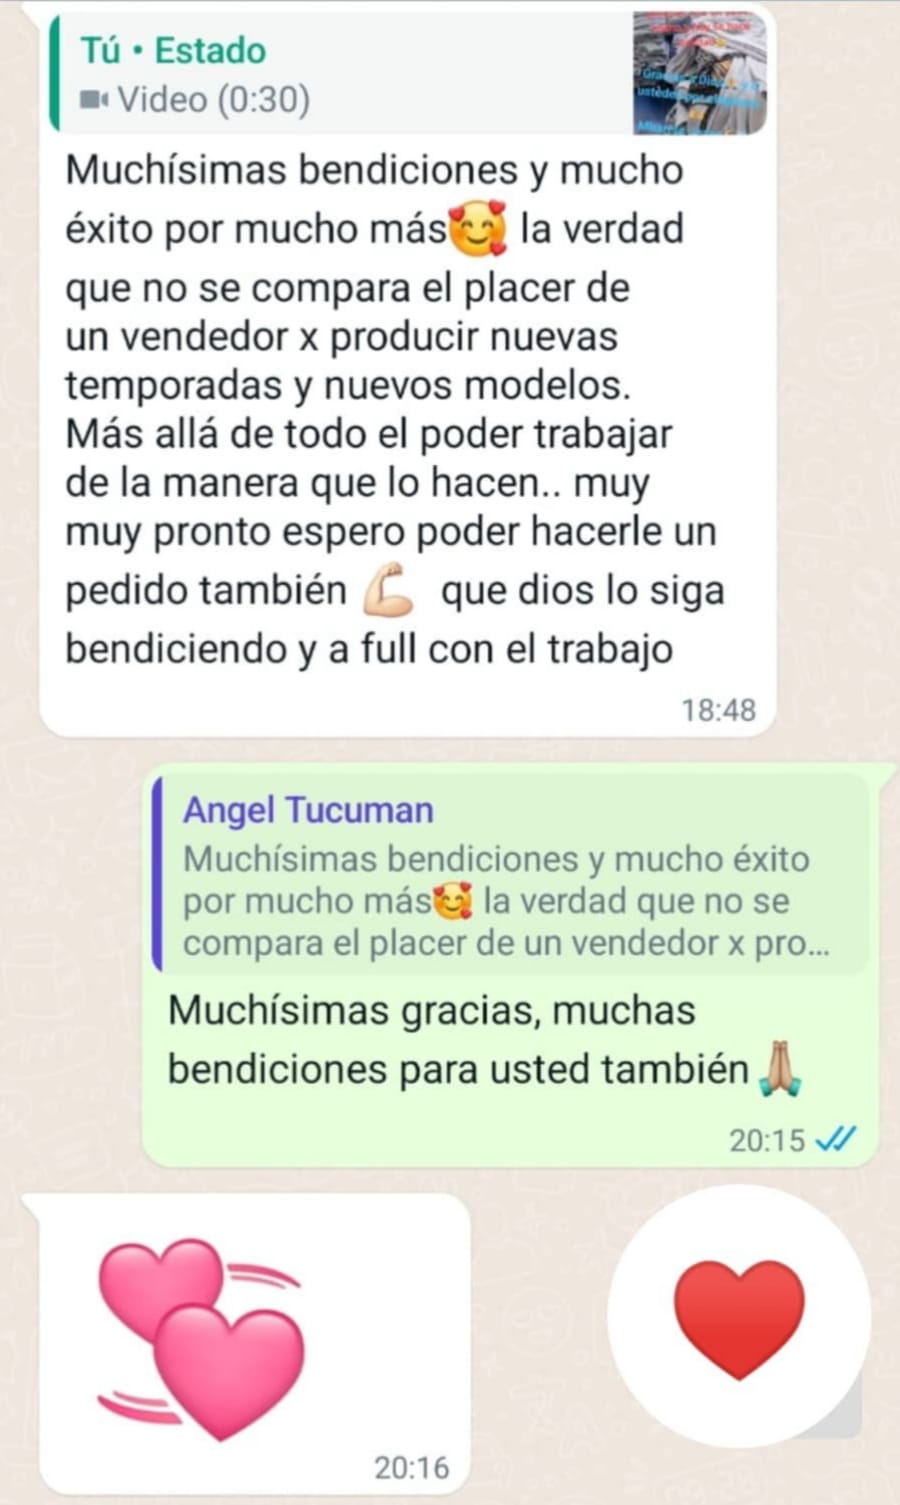 Tú • Estado
Video (0:30)
Muchísimas bendiciones y mucho
éxito por mucho más🥰 la verdad
que no se compara el placer de
un vendedor x producir nuevas
temporadas y nuevos modelos.
Más allá de todo el poder trabajar
de la manera que lo hacen.. muy
muy pronto espero poder hacerle un
pedido también 💪🏻 que dios lo siga
bendiciendo y a full con el trabajo
18:48
Angel Tucuman
Muchísimas bendiciones y mucho éxito
por mucho más🥰 la verdad que no se
compara el placer de un vendedor x pro...
Muchísimas gracias, muchas
bendiciones para usted también🙏🏼
20:15
💞
❤️
20:16